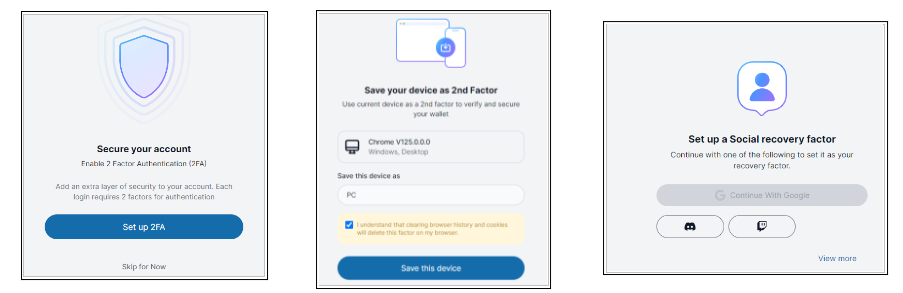 Secure your account
Enable 2 Factor Authentication (2FA)
Add an extra layer of security to your account. Each
login requires 2 factors for authentication
Set up 2FA
Skip for Now
Save your device as 2nd Factor
Use current device as a 2nd factor to verify and secure
your wallet
Chrome V125.0.0.0
Windows, Desktop
Save this device as
PC
I understand that clearing browser history and cookies
will delete this factor on my browser.
Save this device
Set up a Social recovery factor
Continue with one of the following to set it as your
recovery factor.
Continue With Google
View more